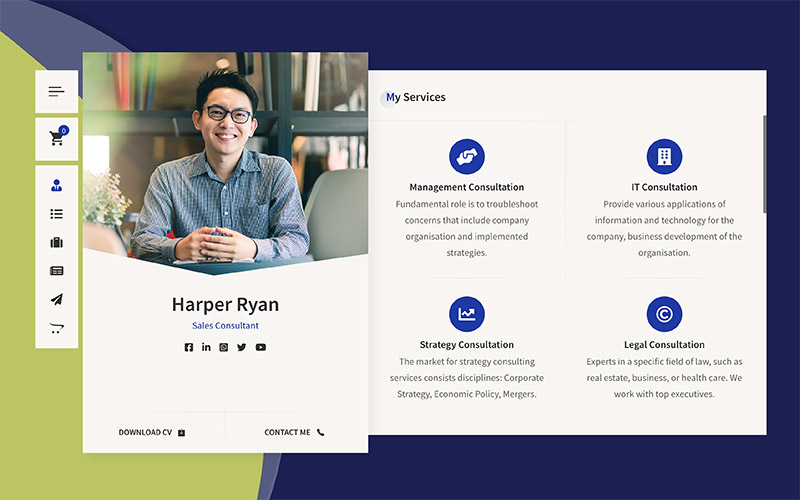 0
Harper Ryan
Sales Consultant
DOWNLOAD CV
CONTACT ME
My Services
Management Consultation
Fundamental role is to troubleshoot
concerns that include company
organisation and implemented
strategies.
IT Consultation
Provide various applications of
information and technology for the
company, business development of the
organisation.
Strategy Consultation
The market for strategy consulting
services consists disciplines: Corporate
Strategy, Economic Policy, Mergers.
Legal Consultation
Experts in a specific field of law, such as
real estate, business, or health care. We
work with top executives.